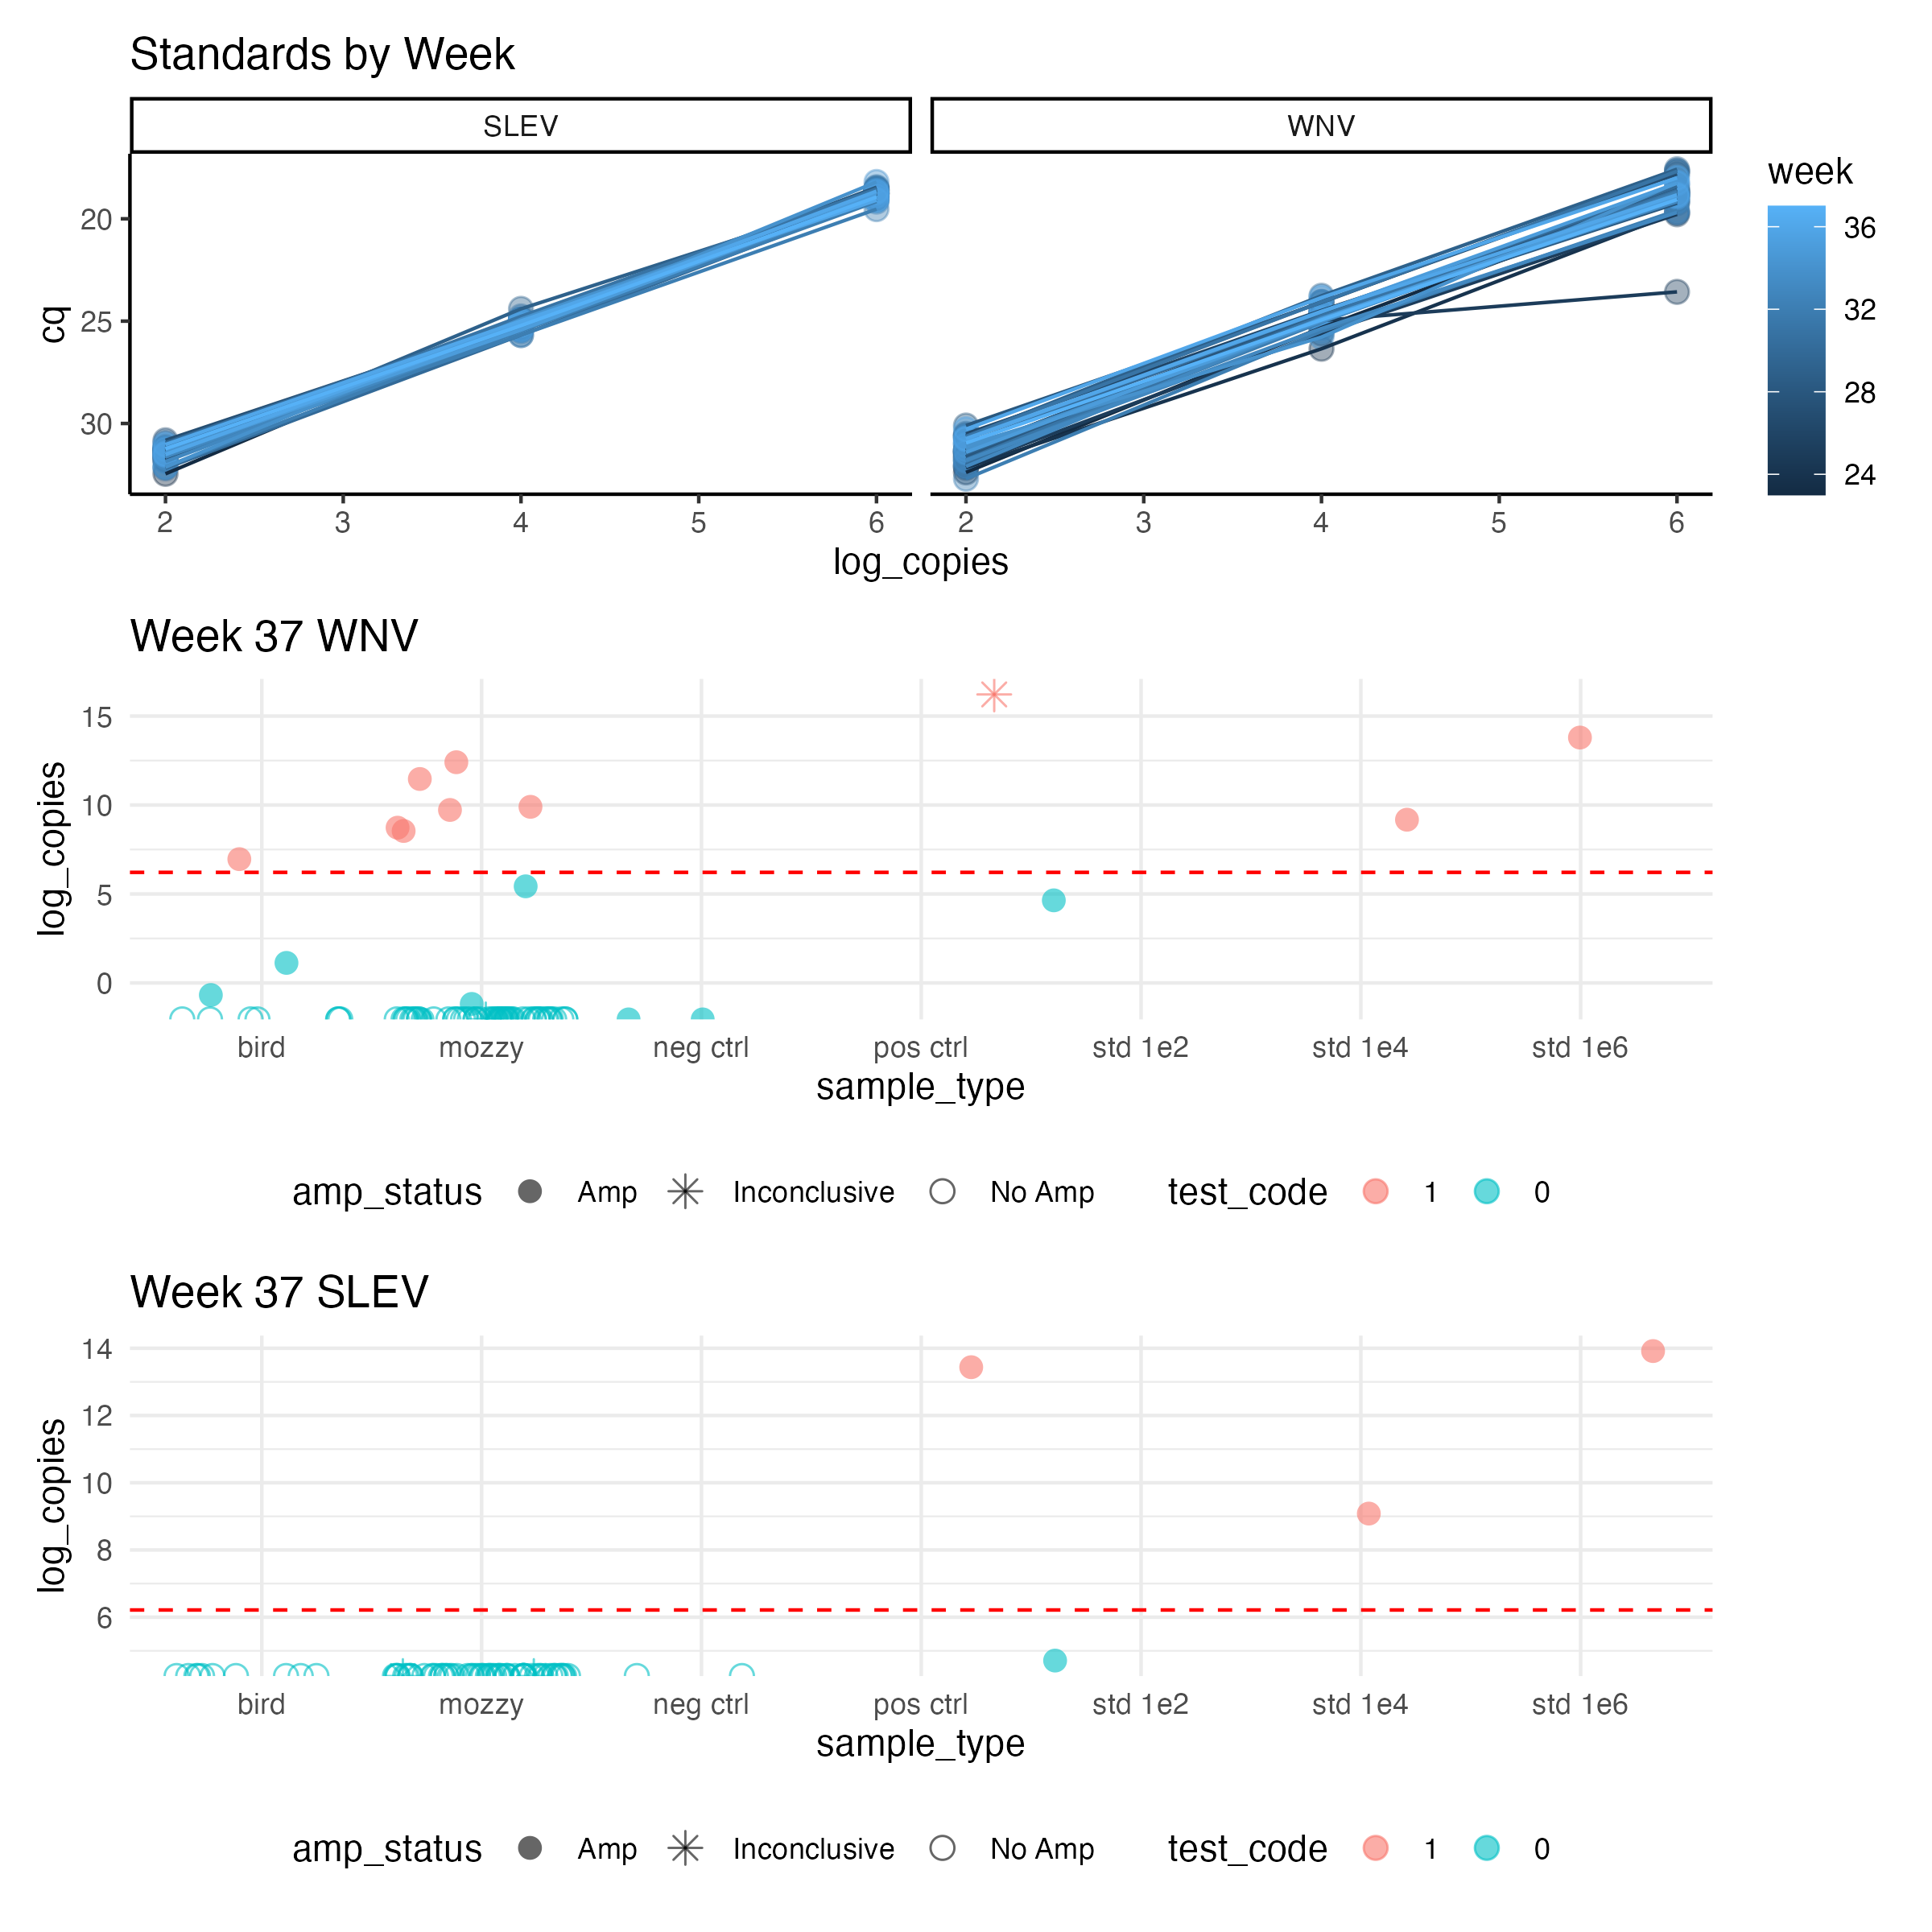 Standards by Week
SLEV WNV
week
36
32
28
24
cq
20
25
30
2 3 4 5 6 2 3 4 5 6
log_copies
Week 37 WNV
log_copies
15
10
5
0
bird mozzy neg ctrl pos ctrl std 1e2 std 1e4 std 1e6
sample_type
amp_status Amp Inconclusive No Amp test_code 1 0
Week 37 SLEV
log_copies
14
12
10
8
6
bird mozzy neg ctrl pos ctrl std 1e2 std 1e4 std 1e6
sample_type
amp_status Amp Inconclusive No Amp test_code 1 0